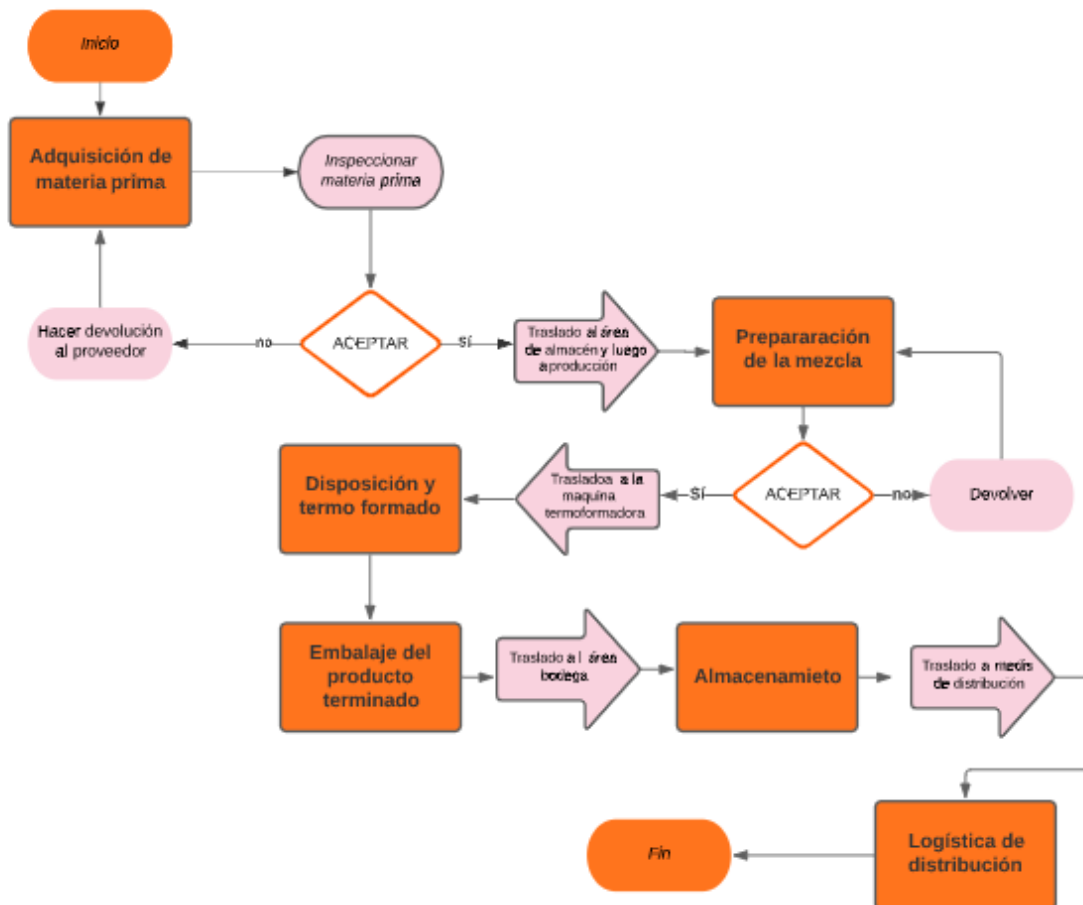 Inicio
Adquisición de
materia prima
Inspeccionar
materia prima
Hacer devolución
al proveedor
no
ACEPTAR
Sí
Traslado al área
de almacén y luego
a producción
Prepararación
de la mezcla
Disposición y
termo formado
Trasladoa a la
maquina
termoformadora
Sí
ACEPTAR
no
Devolver
Embalaje del
producto
terminado
Traslado a l área
bodega
Almacenamieto
Traslado a medis
de distribución
Logística de
distribución
Fin